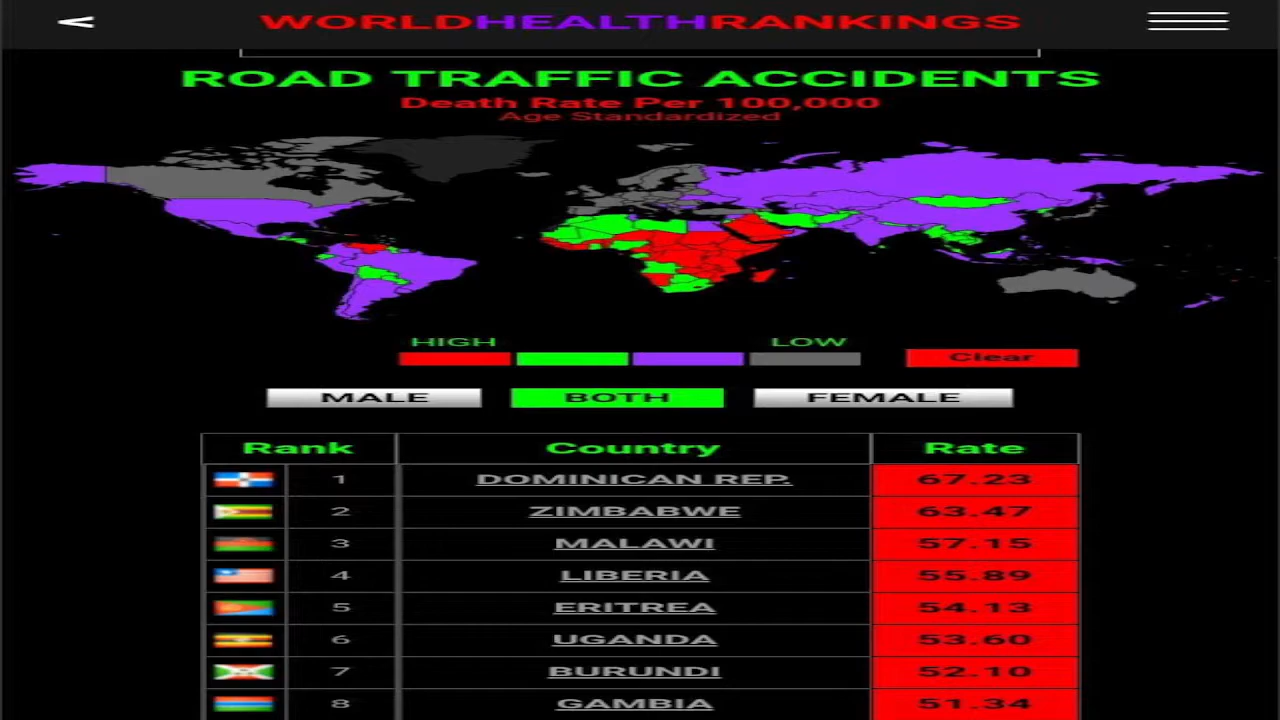 <
WORLDHEALTHRANKINGS
ROAD TRAFFIC ACCIDENTS
Death Rate Per 100,000
Age Standardized
HIGH LOW
Clear
MALE BOTH FEMALE
Rank Country Rate
1 DOMINICAN REP. 67.23
2 ZIMBABWE 63.47
3 MALAWI 57.15
4 LIBERIA 55.89
5 ERITREA 54.13
6 UGANDA 53.60
7 BURUNDI 52.10
8 GAMBIA 51.34